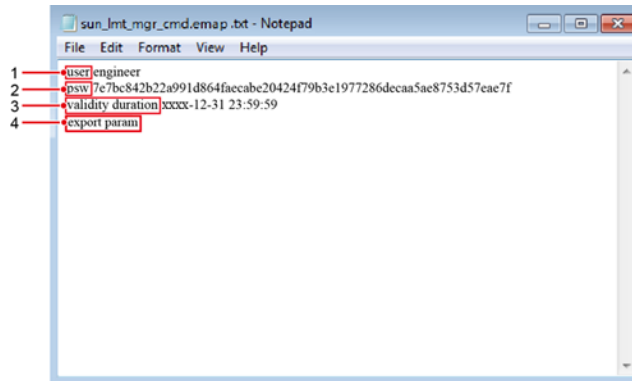 sun_lmt_mgr_cmd.emap .txt - Notepad
File Edit Format View Help
1 user engineer
2 psw 7e7bc842b22a991d864faecabe20424f79b3e1977286decaa5ae8753d57eae7f
3 validity duration xxxx-12-31 23:59:59
4 export param